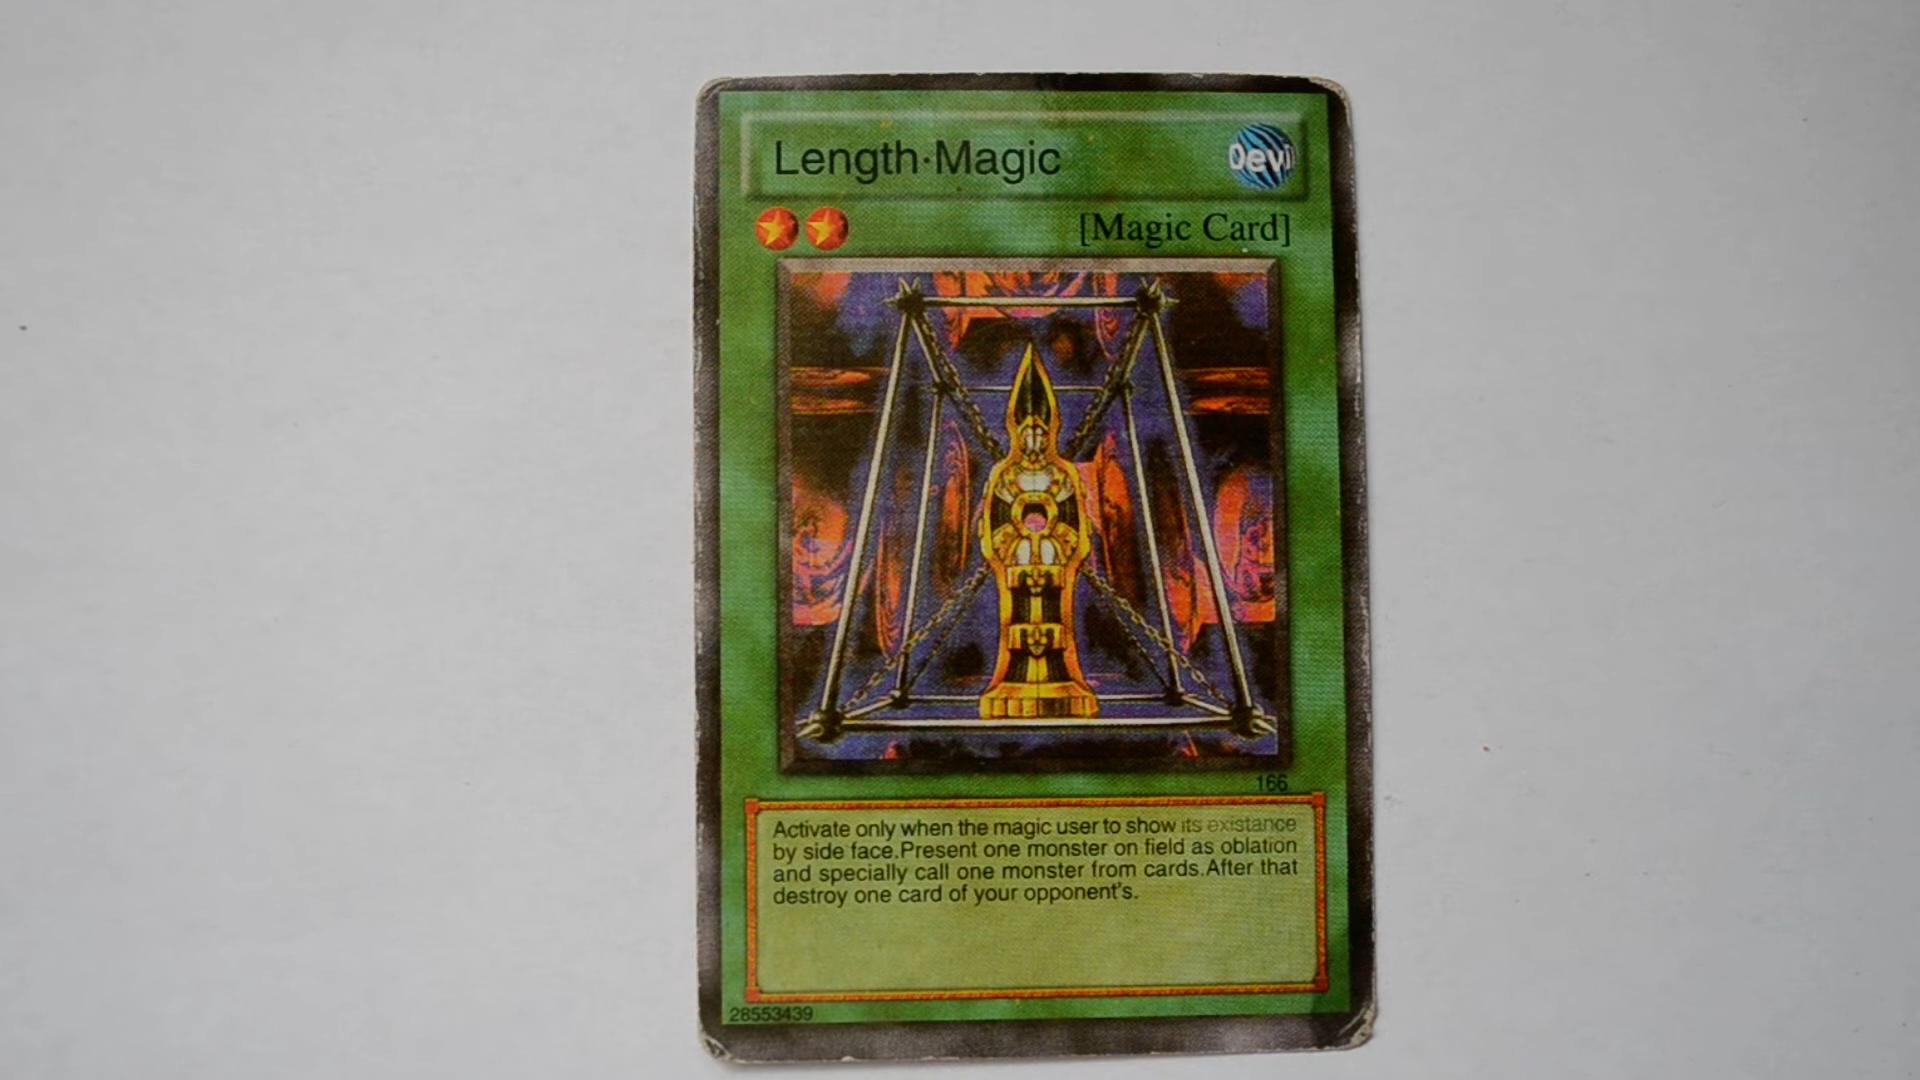 Length·Magic
Devi
[Magic Card]
166
Activate only when the magic user to show its existance
by side face.Present one monster on field as oblation
and specially call one monster from cards.After that
destroy one card of your opponent's.
28553439